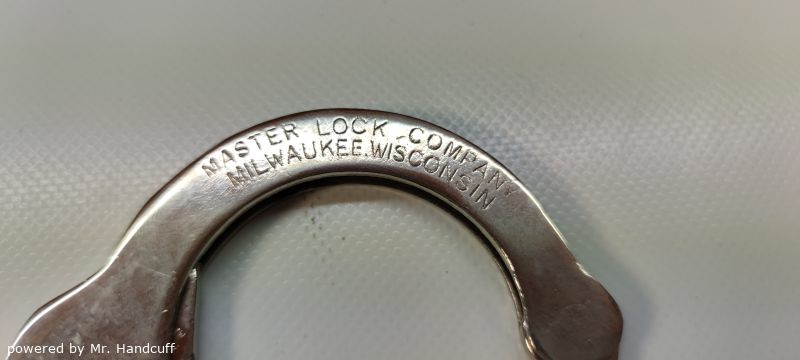 MASTER LOCK COMPANY
MILWAUKEE.WISCONSIN
powered by Mr. Handcuff